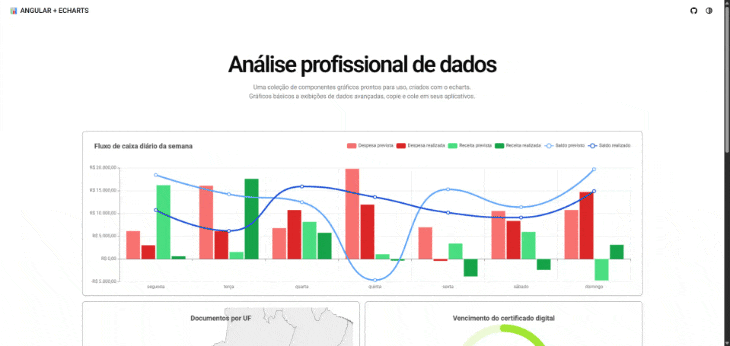 ANGULAR + ECHARTS
Análise profissional de dados
Uma coleção de componentes gráficos prontos para uso, criados com o echarts.
Gráficos básicos a exibições de dados avançadas, copie e cole em seus aplicativos.
Fluxo de caixa diário da semana
Despesa prevista Despesa realizada Receita prevista Receita realizada Saldo previsto Saldo realizado
R$ 20.000,00
R$ 15.000,00
R$ 10.000,00
R$ 5.000,00
R$ 0,00
R$ 5.000,00
segunda terça quarta quinta sexta sábado domingo
Documentos por UF Vencimento do certificado digital